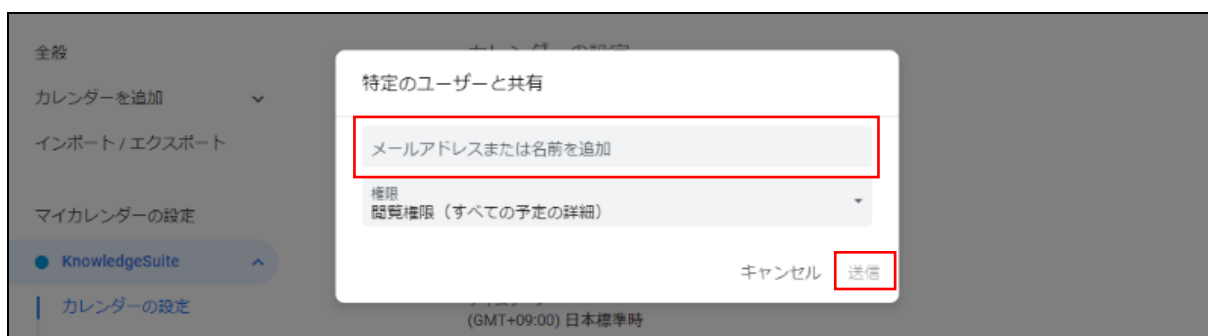 全般
カレンダーを追加
インポート / エクスポート
マイカレンダーの設定
KnowledgeSuite
カレンダーの設定
特定のユーザーと共有
メールアドレスまたは名前を追加
権限
閲覧権限（すべての予定の詳細）
キャンセル 送信
(GMT+09:00) 日本標準時